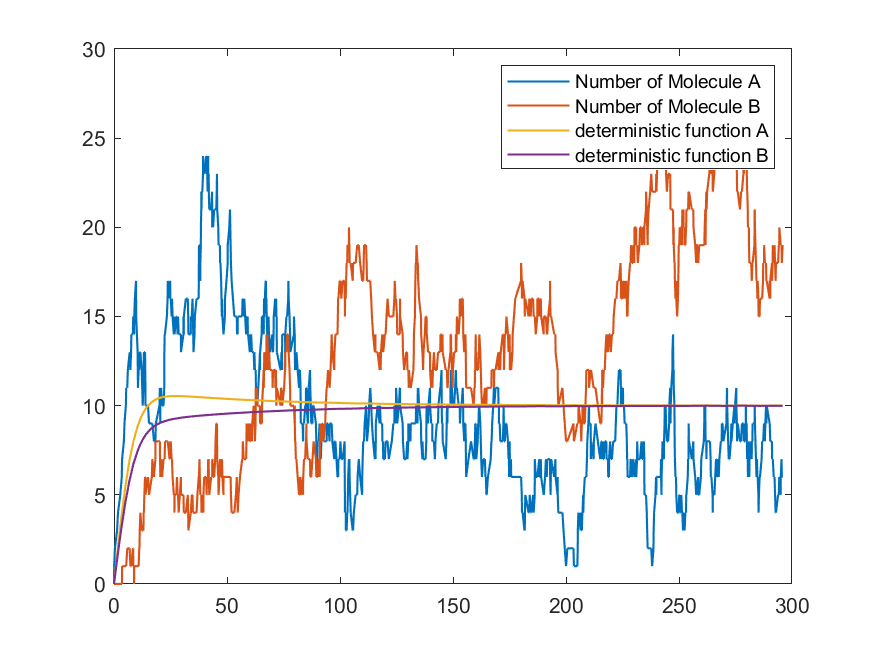 30
25
20
15
10
5
0
0 50 100 150 200 250 300
Number of Molecule A
Number of Molecule B
deterministic function A
deterministic function B